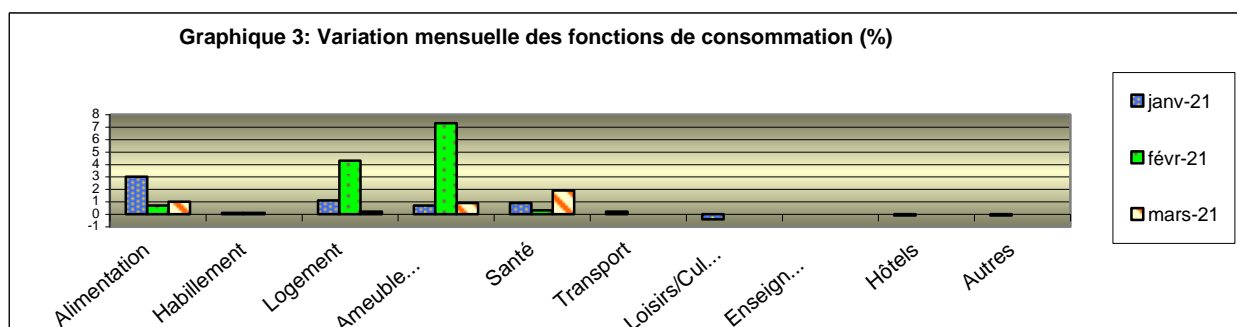 Graphique 3: Variation mensuelle des fonctions de consommation (%)
8
7
6
5
4
3
2
1
0
-1
Alimentation
Habillement
Logement
Ameuble...
Santé
Transport
Loisirs/Cul...
Enseign...
Hôtels
Autres
janv-21
févr-21
mars-21